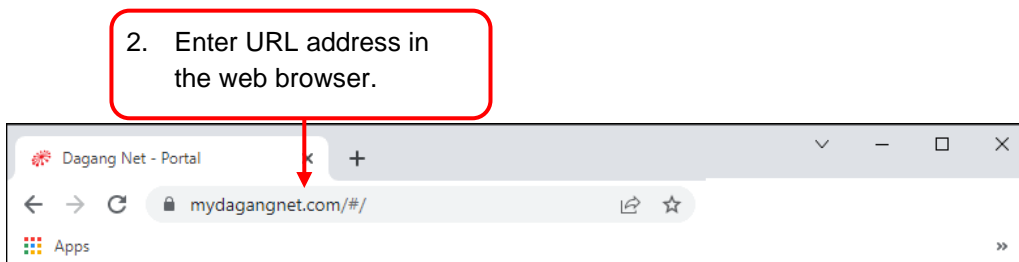 2. Enter URL address in
the web browser.
Dagang Net - Portal
mydagangnet.com/#/
Apps